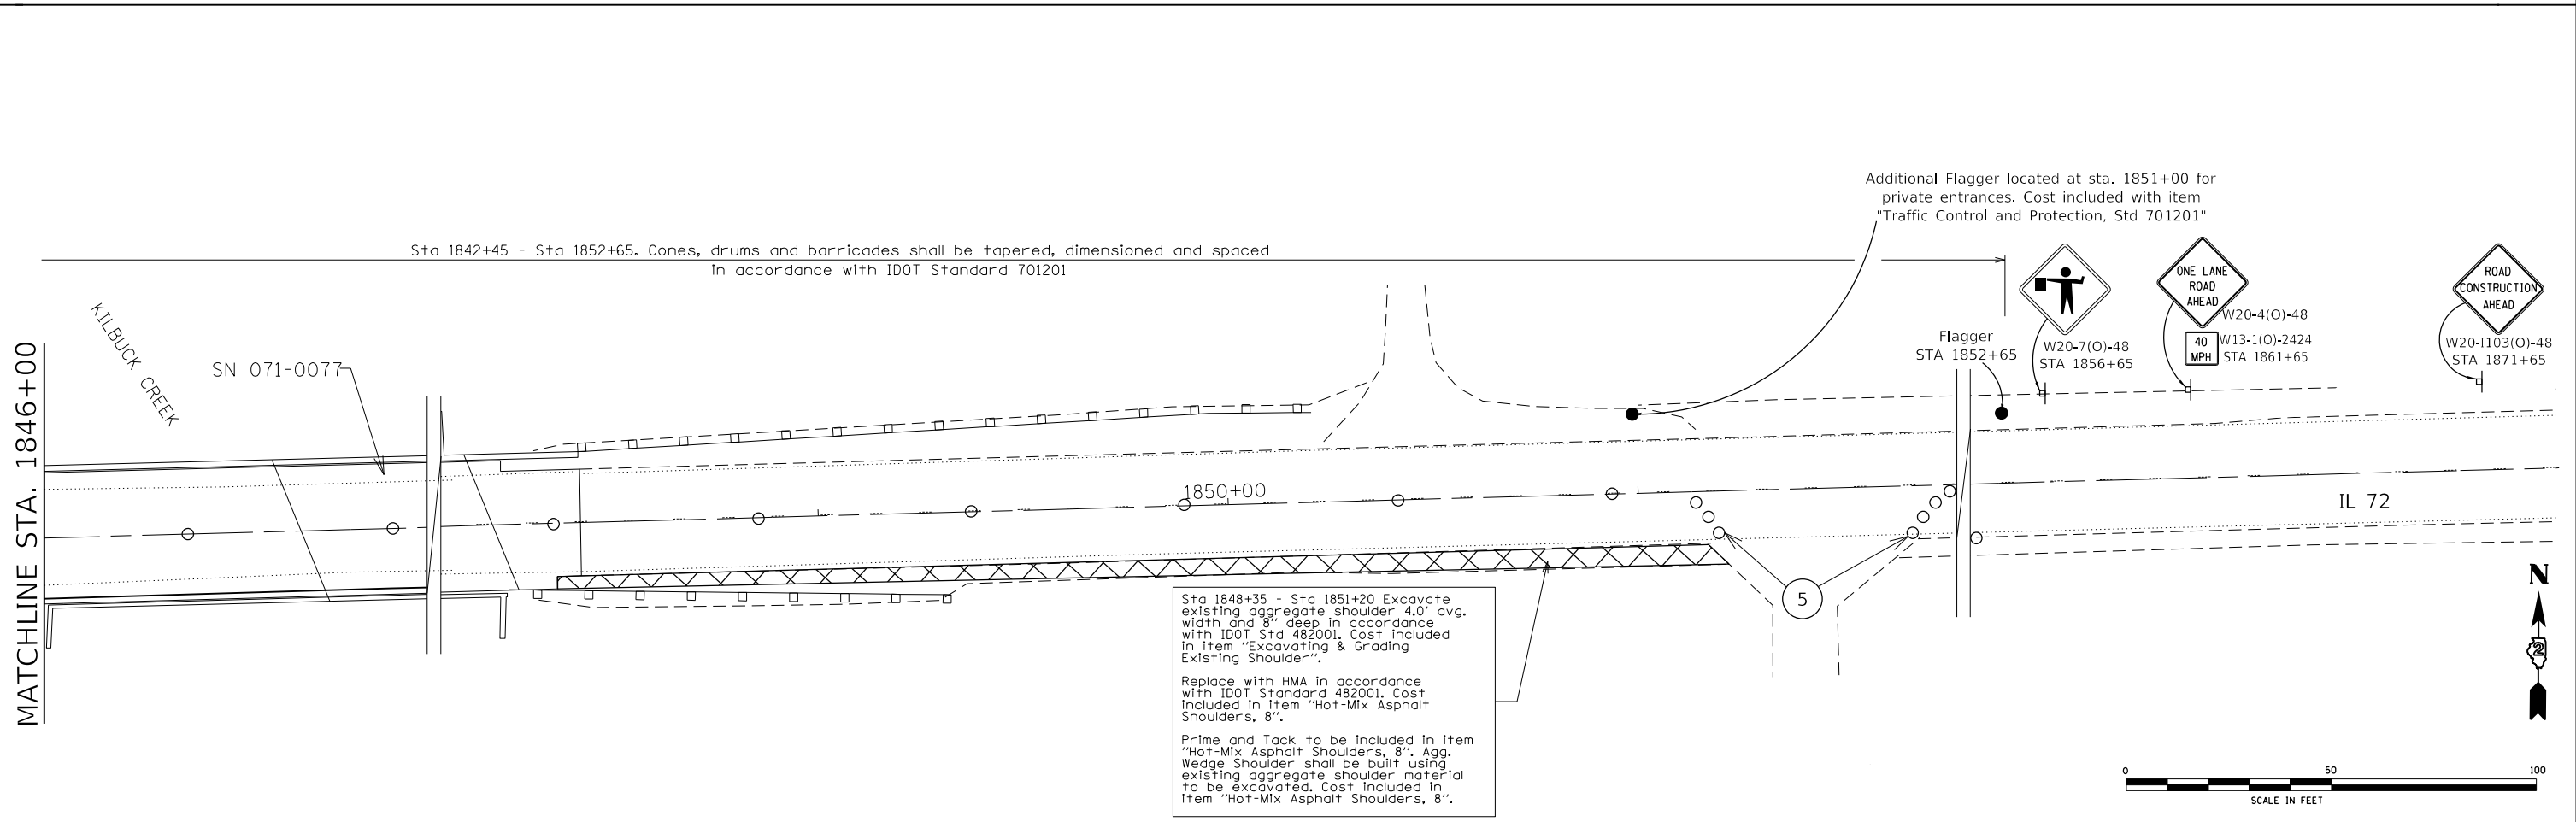 Additional Flagger located at sta. 1851+00 for
private entrances. Cost included with item
"Traffic Control and Protection, Std 701201"
Sta 1842+45 - Sta 1852+65. Cones, drums and barricades shall be tapered, dimensioned and spaced
in accordance with IDOT Standard 701201
ONE LANE
ROAD
AHEAD
ROAD
CONSTRUCTION
AHEAD
W20-4(O)-48
40
MPH
W13-1(O)-2424
STA 1861+65
W20-I103(O)-48
STA 1871+65
W20-7(O)-48
STA 1856+65
Flagger
STA 1852+65
KILBUCK CREEK
SN 071-0077
MATCHLINE STA. 1846+00
1850+00
IL 72
5
Sta 1848+35 - Sta 1851+20 Excavate
existing aggregate shoulder 4.0' avg.
width and 8" deep in accordance
with IDOT Std 482001. Cost included
in item "Excavating & Grading
Existing Shoulder".
Replace with HMA in accordance
with IDOT Standard 482001. Cost
included in item "Hot-Mix Asphalt
Shoulders, 8".
Prime and Tack to be included in item
"Hot-Mix Asphalt Shoulders, 8". Agg.
Wedge Shoulder shall be built using
existing aggregate shoulder material
to be excavated. Cost included in
item "Hot-Mix Asphalt Shoulders, 8".
N
2
0 50 100
SCALE IN FEET